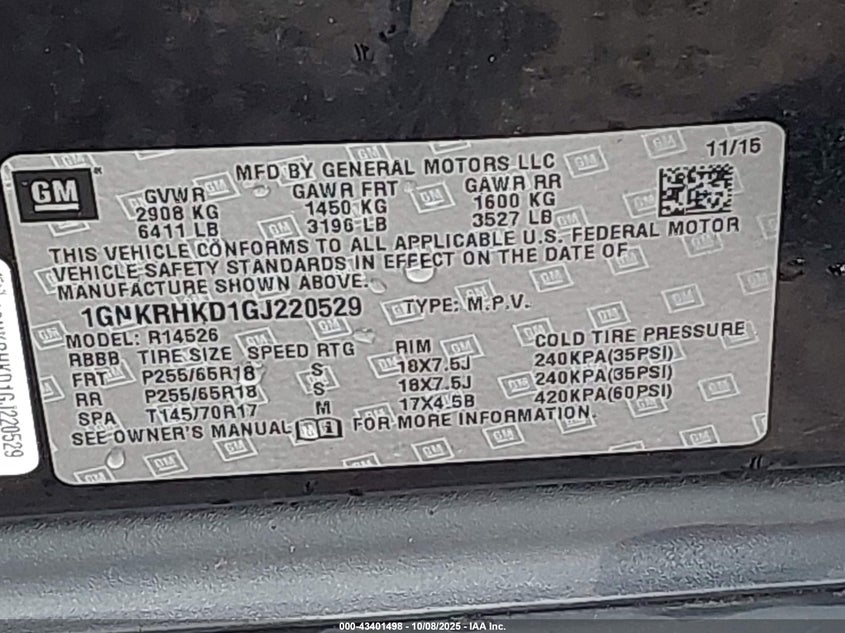 MFD BY GENERAL MOTORS LLC
11/15
GM
GVWR GAWR FRT GAWR RR
2908 KG 1450 KG 1600 KG
6411 LB 3196 LB 3527 LB
THIS VEHICLE CONFORMS TO ALL APPLICABLE U.S. FEDERAL MOTOR
VEHICLE SAFETY STANDARDS IN EFFECT ON THE DATE OF
MANUFACTURE SHOWN ABOVE.
1GNKRHKD1GJ220529 TYPE: M.P.V.
MODEL: R14526
RBBB TIRE SIZE SPEED RTG RIM COLD TIRE PRESSURE
FRT P255/65R18 S 18X7.5J 240KPA(35PSI)
RR P255/65R18 S 18X7.5J 240KPA(35PSI)
SPA T145/70R17 M 17X4.5B 420KPA(60PSI)
SEE OWNER'S MANUAL FOR MORE INFORMATION.
000-43401498 - 10/08/2025 - IAA Inc.